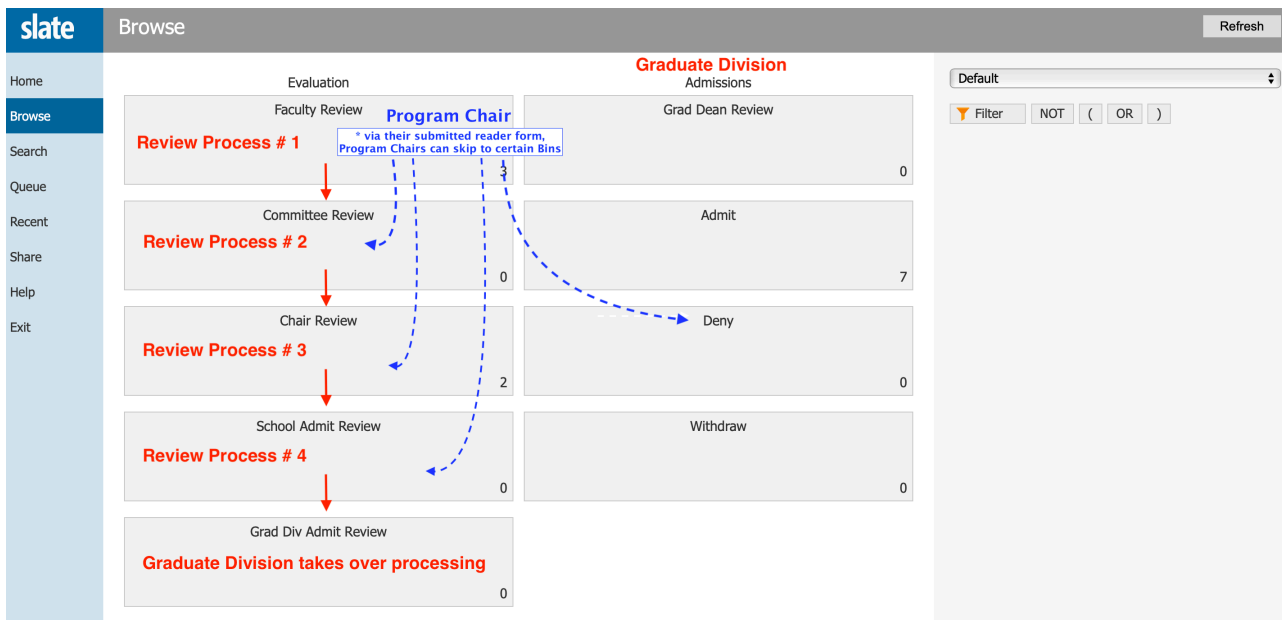 slate
Browse
Refresh
Home
Browse
Search
Queue
Recent
Share
Help
Exit
Evaluation
Faculty Review
Program Chair
Review Process # 1
* via their submitted reader form,
Program Chairs can skip to certain Bins
3
Committee Review
Review Process # 2
0
Chair Review
Review Process # 3
2
School Admit Review
Review Process # 4
0
Grad Div Admit Review
Graduate Division takes over processing
0
Graduate Division
Admissions
Grad Dean Review
0
Admit
7
Deny
0
Withdraw
0
Default
Filter NOT ( OR )